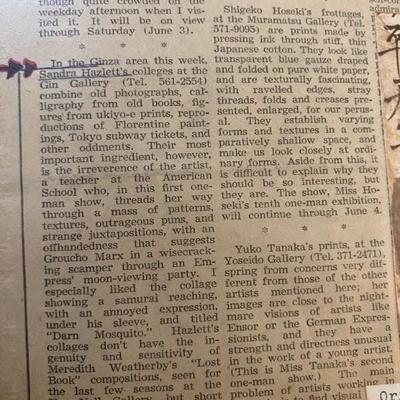 though quite crowded on the
weekday afternoon when I vis-
ited it. It will be on view
through Saturday (June 3).
* * *
In the Ginza area this week,
Sandra Hazlett's colleges at the
Gin Gallery (Tel. 561-2554)
combine old photographs, cal-
ligraphy from old books, fig-
ures from ukiyo-e prints, repro-
ductions of Florentine paint-
ings, Tokyo subway tickets, and
other oddments. Their most
important ingredient, however,
is the irreverence of the artist,
a teacher at the American
School who, in this first one-
man show, threads her way
through a mass of patterns,
textures, outrageous puns, and
strange juxtapositions, with an
offhandedness that suggests
Groucho Marx in a wisecrack-
ing scamper through an Em-
press' moon-viewing party. I
especially liked the collage
showing a samurai reaching,
with an annoyed expression,
under his sleeve, and titled
"Darn Mosquito." Hazlett's
collages don't have the in-
genuity and sensitivity of
Meredith Weatherby's "Lost
Book" compositions, seen for
the last few seasons at the
Gallery, but short
Shigeko Hoseki's frottages,
at the Muramatsu Gallery (Tel.
571-9095) are prints made by
pressing ink through stiff, thin
Japanese cotton. They look like
transparent blue gauze draped
and folded on pure white paper,
and are texturally fascinating,
with ravelled edges, stray
threads, folds and creases pre-
sented, enlarged, for our peru-
sal. They establish varying
forms and textures in a com-
paratively shallow space, and
make us look closely at ordi-
nary forms. Aside from this, it
is difficult to explain why they
should be so interesting, but
they are. The show, Miss Ho-
seki's tenth one-man exhibition,
will continue through June 4.
* * *
Yuko Tanaka's prints, at the
Yoseido Gallery (Tel. 371-2471),
spring from concerns very dif-
ferent from those of the other
artists mentioned here; her
images are close to the night-
mare visions of artists like
Ensor or the German Expres-
sionists, and they have a
strength and directness unusual
in the work of a young artist.
(This is Miss Tanaka's second
one-man show.) The main
problem of artists working in
to find visual